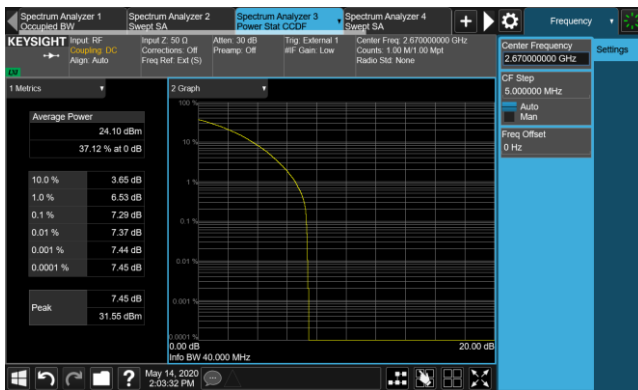 Spectrum Analyzer 1
Occupied BW
Spectrum Analyzer 2
Swept SA
Spectrum Analyzer 3
Power Stat CCDF
Spectrum Analyzer 4
Swept SA
Frequency
KEYSIGHT
Input: RF
Coupling: DC
Align: Auto
Input Z: 50 Ω
Corrections: Off
Freq Ref: Ext (S)
Atten: 30 dB
Preamp: Off
Trig: External 1
#IF Gain: Low
Center Freq: 2.670000000 GHz
Counts: 1.00 M/1.00 Mpt
Radio Std: None
Center Frequency
2.670000000 GHz
Settings
CF Step
5.000000 MHz
Auto
Man
Freq Offset
0 Hz
1 Metrics
Average Power
24.10 dBm
37.12 % at 0 dB
10.0 % 3.65 dB
1.0 % 6.53 dB
0.1 % 7.29 dB
0.01 % 7.37 dB
0.001 % 7.44 dB
0.0001 % 7.45 dB
Peak
7.45 dB
31.55 dBm
2 Graph
100 %
10 %
1 %
0.1 %
0.01 %
0.001 %
0.0001 %
0.00 dB
20.00 dB
Info BW 40.000 MHz
May 14, 2020
2:03:32 PM